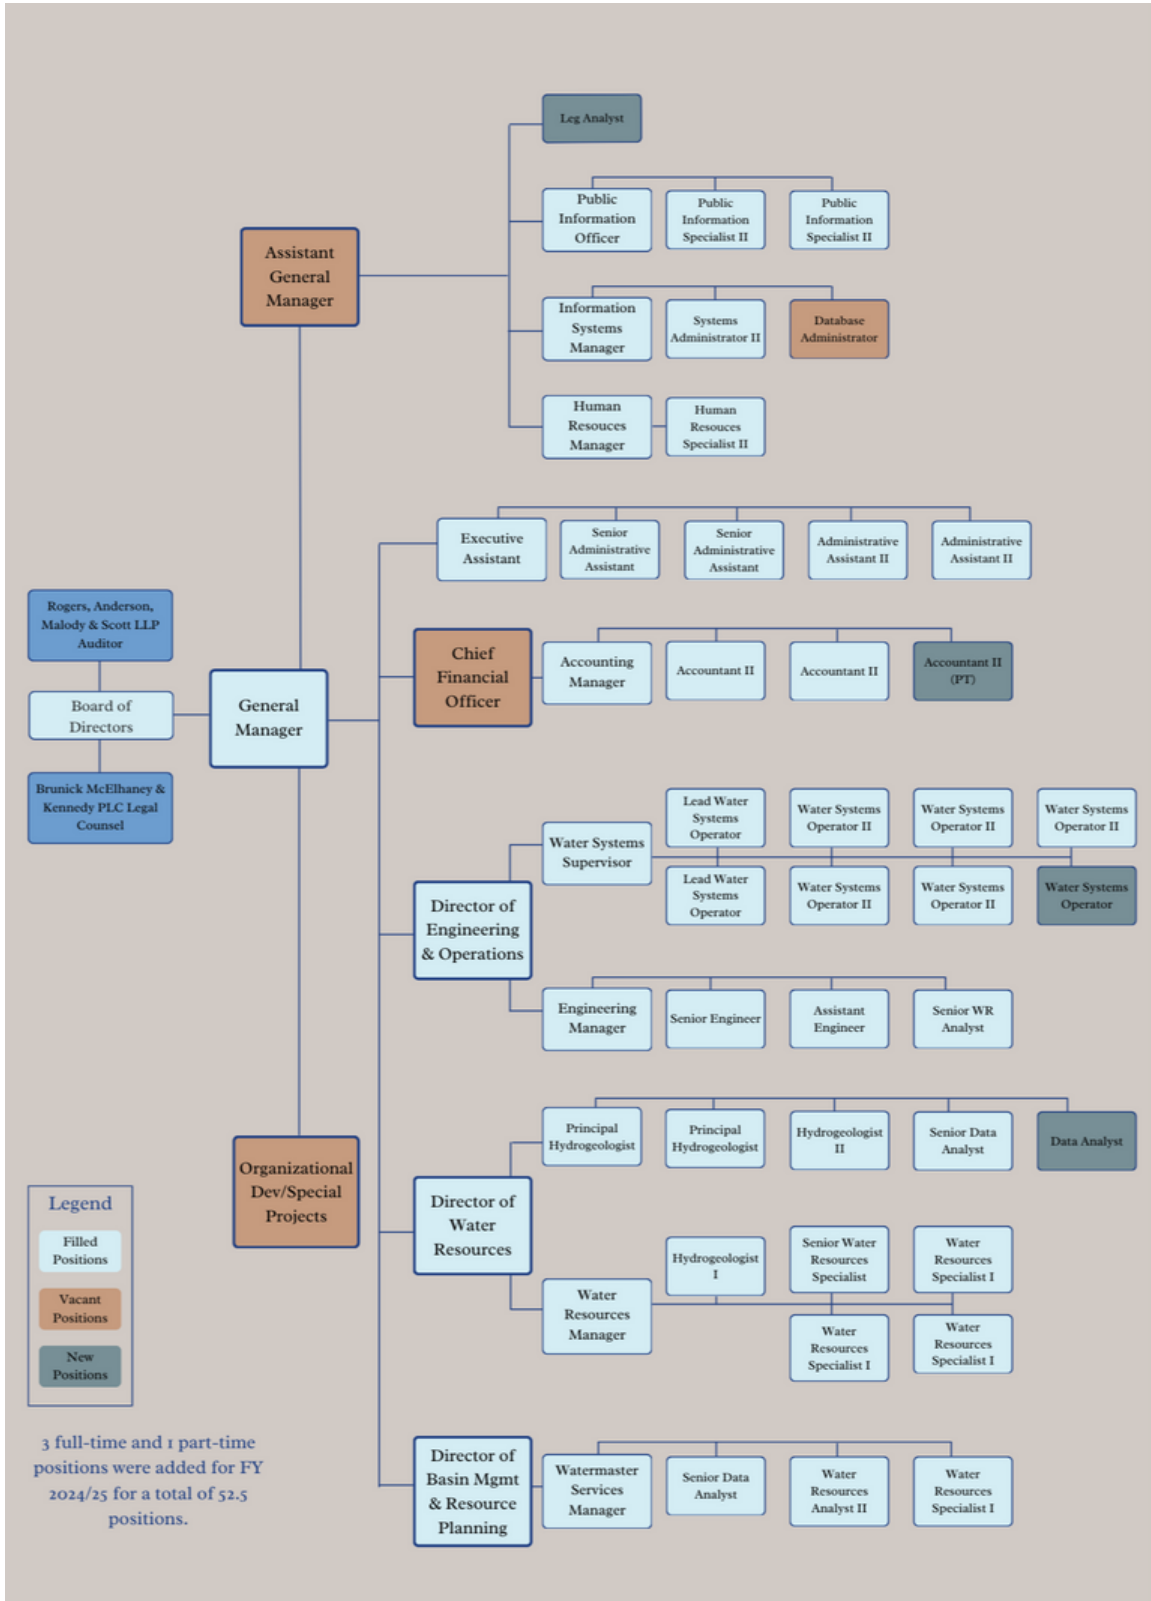 Leg Analyst
Public
Information
Officer
Public
Information
Specialist II
Public
Information
Specialist II
Assistant
General
Manager
Information
Systems
Manager
Systems
Administrator II
Database
Administrator
Human
Resouces
Manager
Human
Resouces
Specialist II
Executive
Assistant
Senior
Administrative
Assistant
Senior
Administrative
Assistant
Administrative
Assistant II
Administrative
Assistant II
Rogers, Anderson,
Malody & Scott LLP
Auditor
Board of
Directors
Brunick McElhaney &
Kennedy PLC Legal
Counsel
General
Manager
Chief
Financial
Officer
Accounting
Manager
Accountant II
Accountant II
Accountant II
(PT)
Director of
Engineering
& Operations
Water Systems
Supervisor
Lead Water
Systems
Operator
Water Systems
Operator II
Water Systems
Operator II
Water Systems
Operator II
Lead Water
Systems
Operator
Water Systems
Operator II
Water Systems
Operator II
Water Systems
Operator
Engineering
Manager
Senior Engineer
Assistant
Engineer
Senior WR
Analyst
Organizational
Dev/Special
Projects
Director of
Water
Resources
Principal
Hydrogeologist
Principal
Hydrogeologist
Hydrogeologist
II
Senior Data
Analyst
Data Analyst
Water
Resources
Manager
Hydrogeologist
I
Senior Water
Resources
Specialist
Water
Resources
Specialist I
Water
Resources
Specialist I
Water
Resources
Specialist I
Director of
Basin Mgmt
& Resource
Planning
Watermaster
Services
Manager
Senior Data
Analyst
Water
Resources
Analyst II
Water
Resources
Specialist I
Legend
Filled
Positions
Vacant
Positions
New
Positions
3 full-time and 1 part-time
positions were added for FY
2024/25 for a total of 52.5
positions.